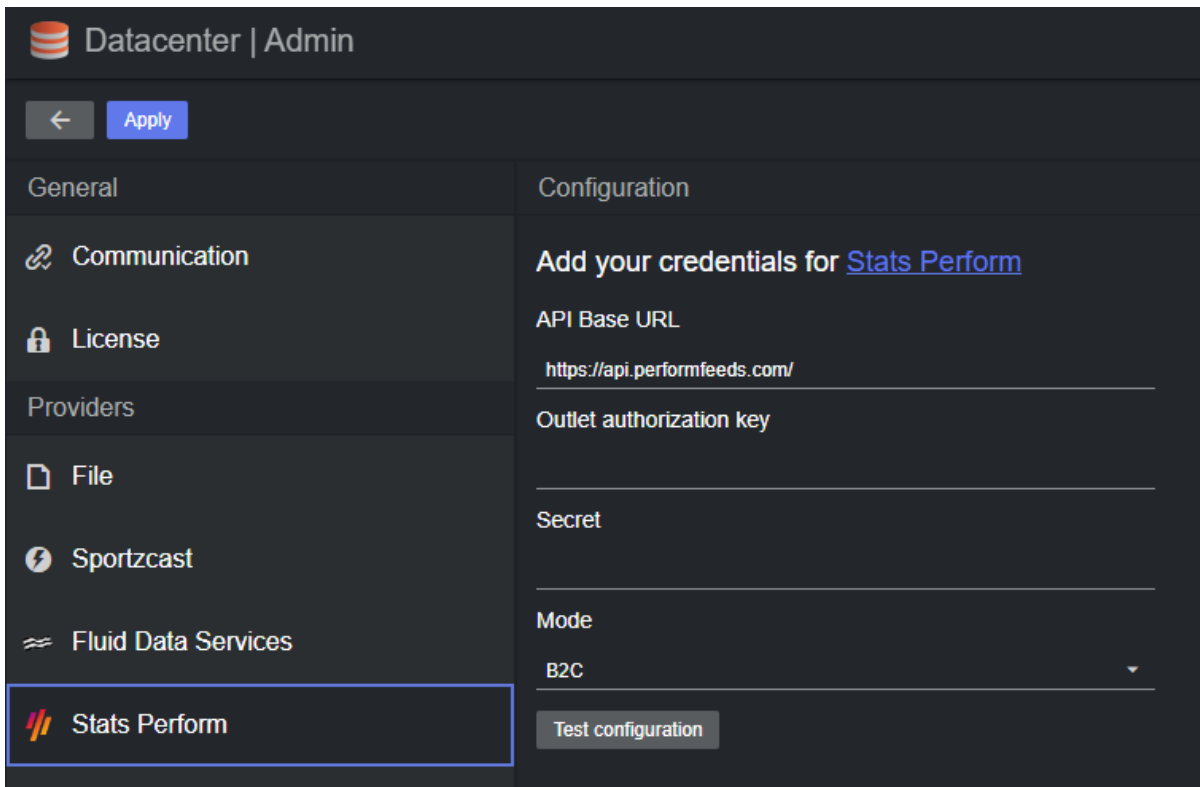 Datacenter | Admin
Apply
General
Communication
License
Providers
File
Sportzcast
Fluid Data Services
Stats Perform
Configuration
Add your credentials for Stats Perform
API Base URL
https://api.performfeeds.com/
Outlet authorization key
Secret
Mode
B2C
Test configuration